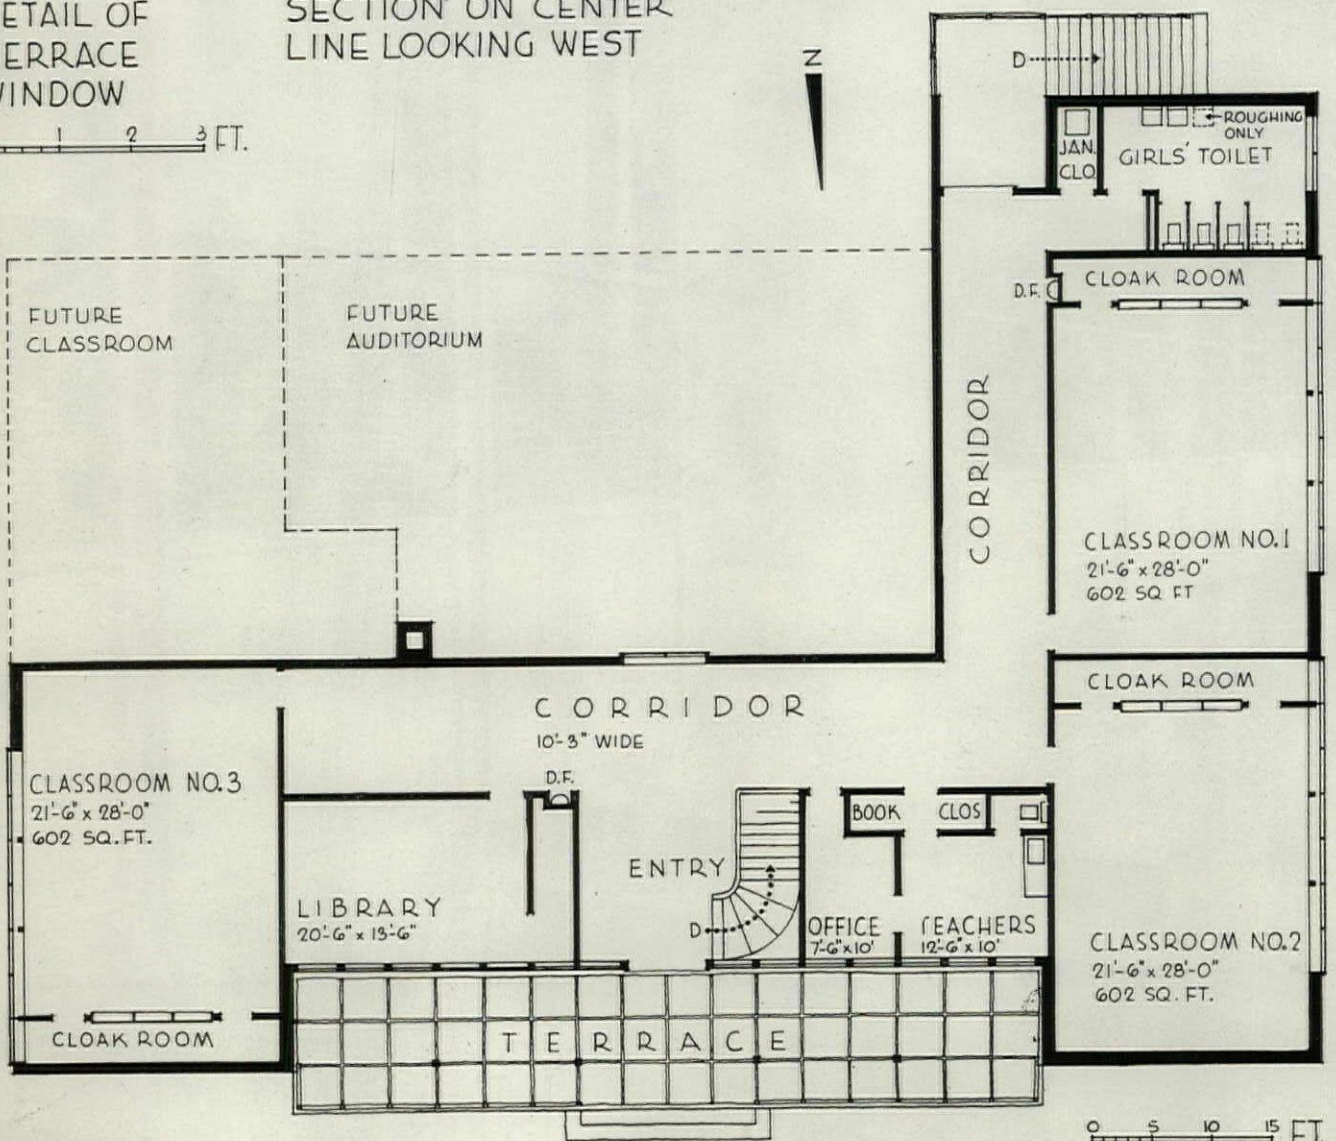 ETAIL OF
ERRACE
WINDOW
1 2 3 FT.
SECTION ON CENTER
LINE LOOKING WEST
N
D
ROUGHING
ONLY
JAN.
CLO.
GIRLS' TOILET
D.F.
CLOAK ROOM
FUTURE
CLASSROOM
FUTURE
AUDITORIUM
CORRIDOR
CLASSROOM NO.1
21'-6" x 28'-0"
602 SQ FT
CLOAK ROOM
CORRIDOR
10'-3" WIDE
CLASSROOM NO.3
21'-6" x 28'-0"
602 SQ. FT.
D.F.
BOOK CLOS
ENTRY
LIBRARY
20'-6" x 13'-6"
D
OFFICE
7'-6" x 10'
TEACHERS
12'-6" x 10'
CLASSROOM NO.2
21'-6" x 28'-0"
602 SQ. FT.
CLOAK ROOM
TERRACE
0 5 10 15 FT